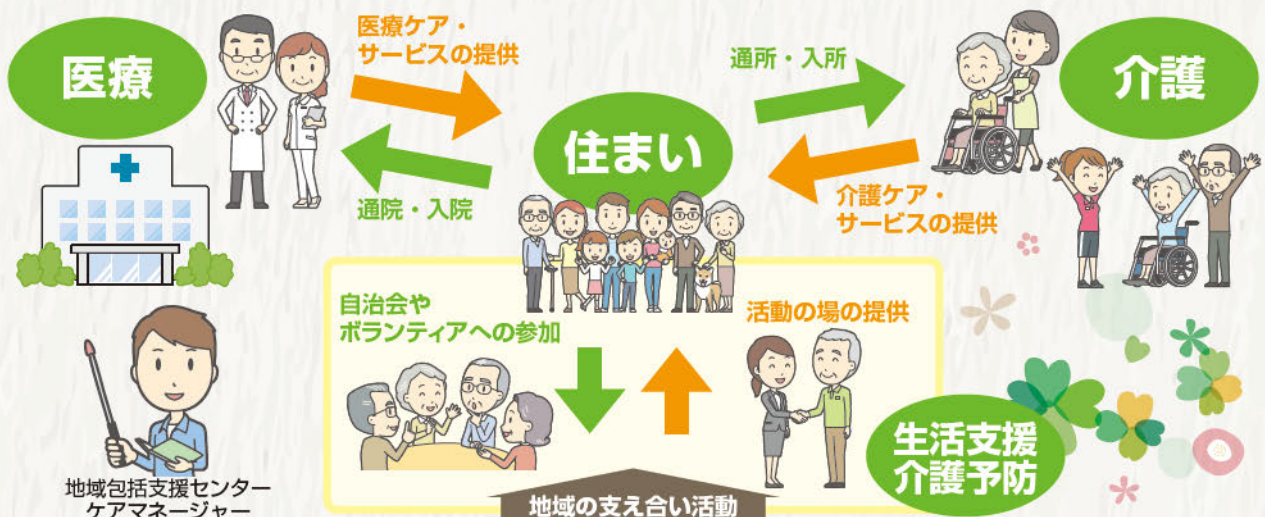 医療
医療ケア・
サービスの提供
通院・入院
住まい
通所・入所
介護ケア・
サービスの提供
介護
自治会や
ボランティアへの参加
活動の場の提供
生活支援
介護予防
地域の支え合い活動
地域包括支援センター
ケアマネージャー